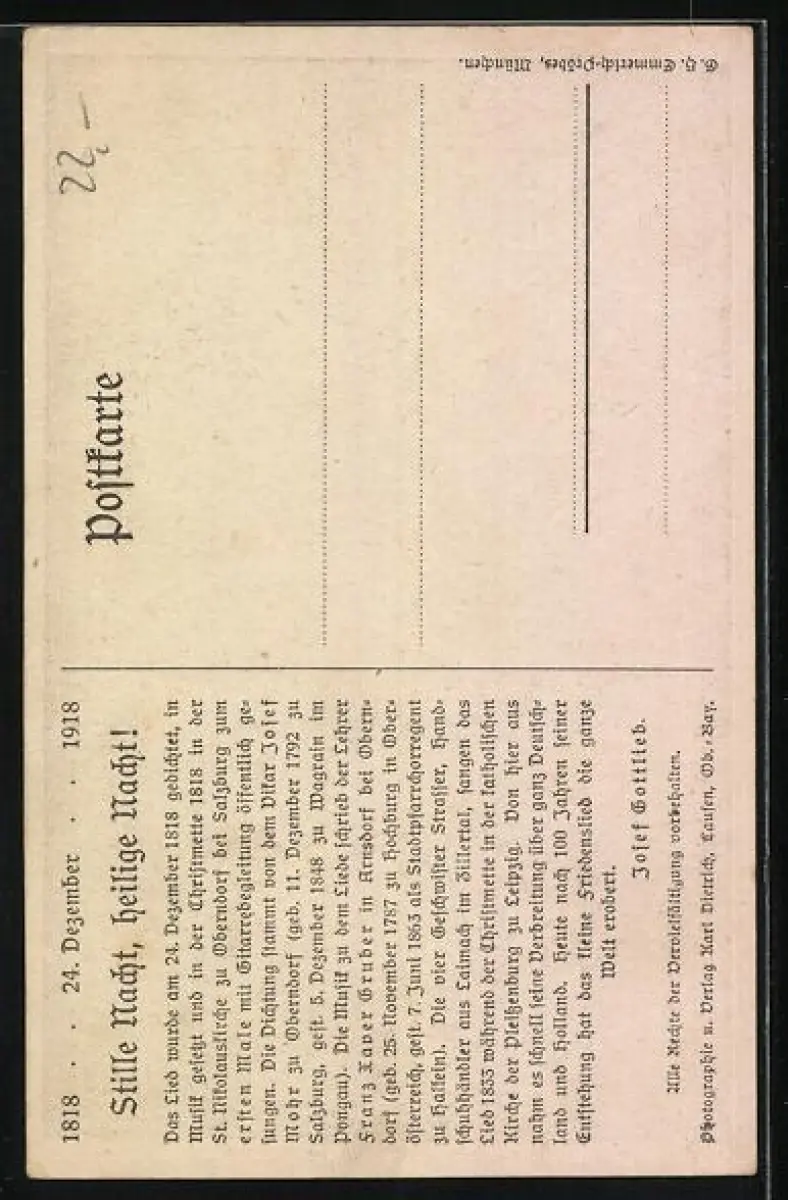 1818 · · 24. Dezember · · 1918
Stille Nacht, heilige Nacht!
Das Lied wurde am 24. Dezember 1818 gedichtet, in
Musik gesetzt und in der Christmette 1818 in der
St. Nikolauskirche zu Oberndorf bei Salzburg zum
ersten Male mit Gitarrebegleitung öffentlich ge-
sungen. Die Dichtung stammt von dem Vikar Josef
Mohr zu Oberndorf (geb. 11. Dezember 1792 zu
Salzburg, gest. 5. Dezember 1848 zu Wagrain im
Pongau). Die Musik zu dem Liede schrieb der Lehrer
Franz Xaver Gruber in Arnsdorf bei Obern-
dorf (geb. 25. November 1787 zu Hochburg in Ober-
österreich, gest. 7. Juni 1863 als Stadtpfarrchorregent
zu Hallein). Die vier Geschwister Strasser, Hand-
schuhhändler aus Laimach im Zillertal, sangen das
Lied 1833 während der Christmette in der katholischen
Kirche der Pleißenburg zu Leipzig. Von hier aus
nahm es schnell seine Verbreitung über ganz Deutsch-
land und Holland. Heute nach 100 Jahren seiner
Entstehung hat das kleine Friedenslied die ganze
Welt erobert.
Josef Gottlieb.
Alle Rechte der Vervielfältigung vorbehalten.
Photographie u. Verlag Karl Dietrich, Laufen, Ob.-Bay.
Postkarte
22,-
Emmerich-Drößes, München.